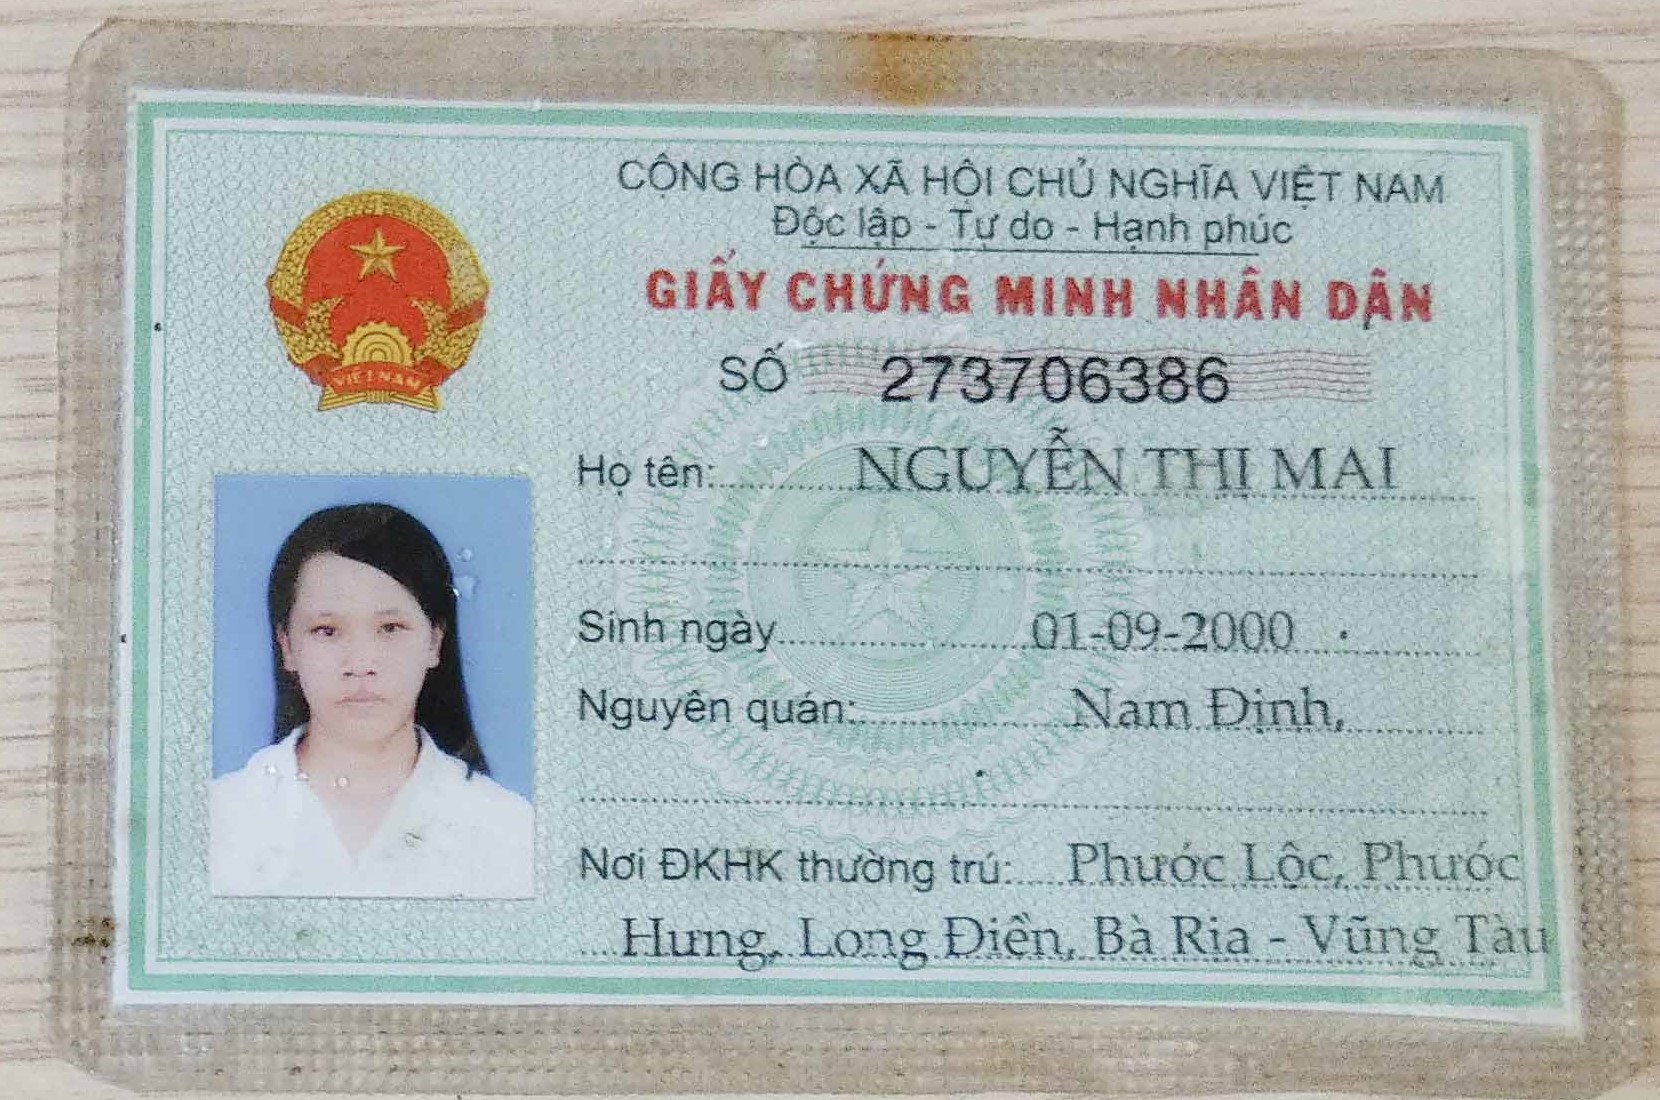 CỘNG HÒA XÃ HỘI CHỦ NGHĨA VIỆT NAM
Độc lập - Tự do - Hạnh phúc
GIẤY CHỨNG MINH NHÂN DÂN
SỐ 273706386
VIỆT NAM
Họ tên: NGUYỄN THỊ MAI
Sinh ngày 01-09-2000
Nguyên quán: Nam Định,
Nơi ĐKHK thường trú: Phước Lộc, Phước
Hưng, Long Điền, Bà Rịa - Vũng Tàu